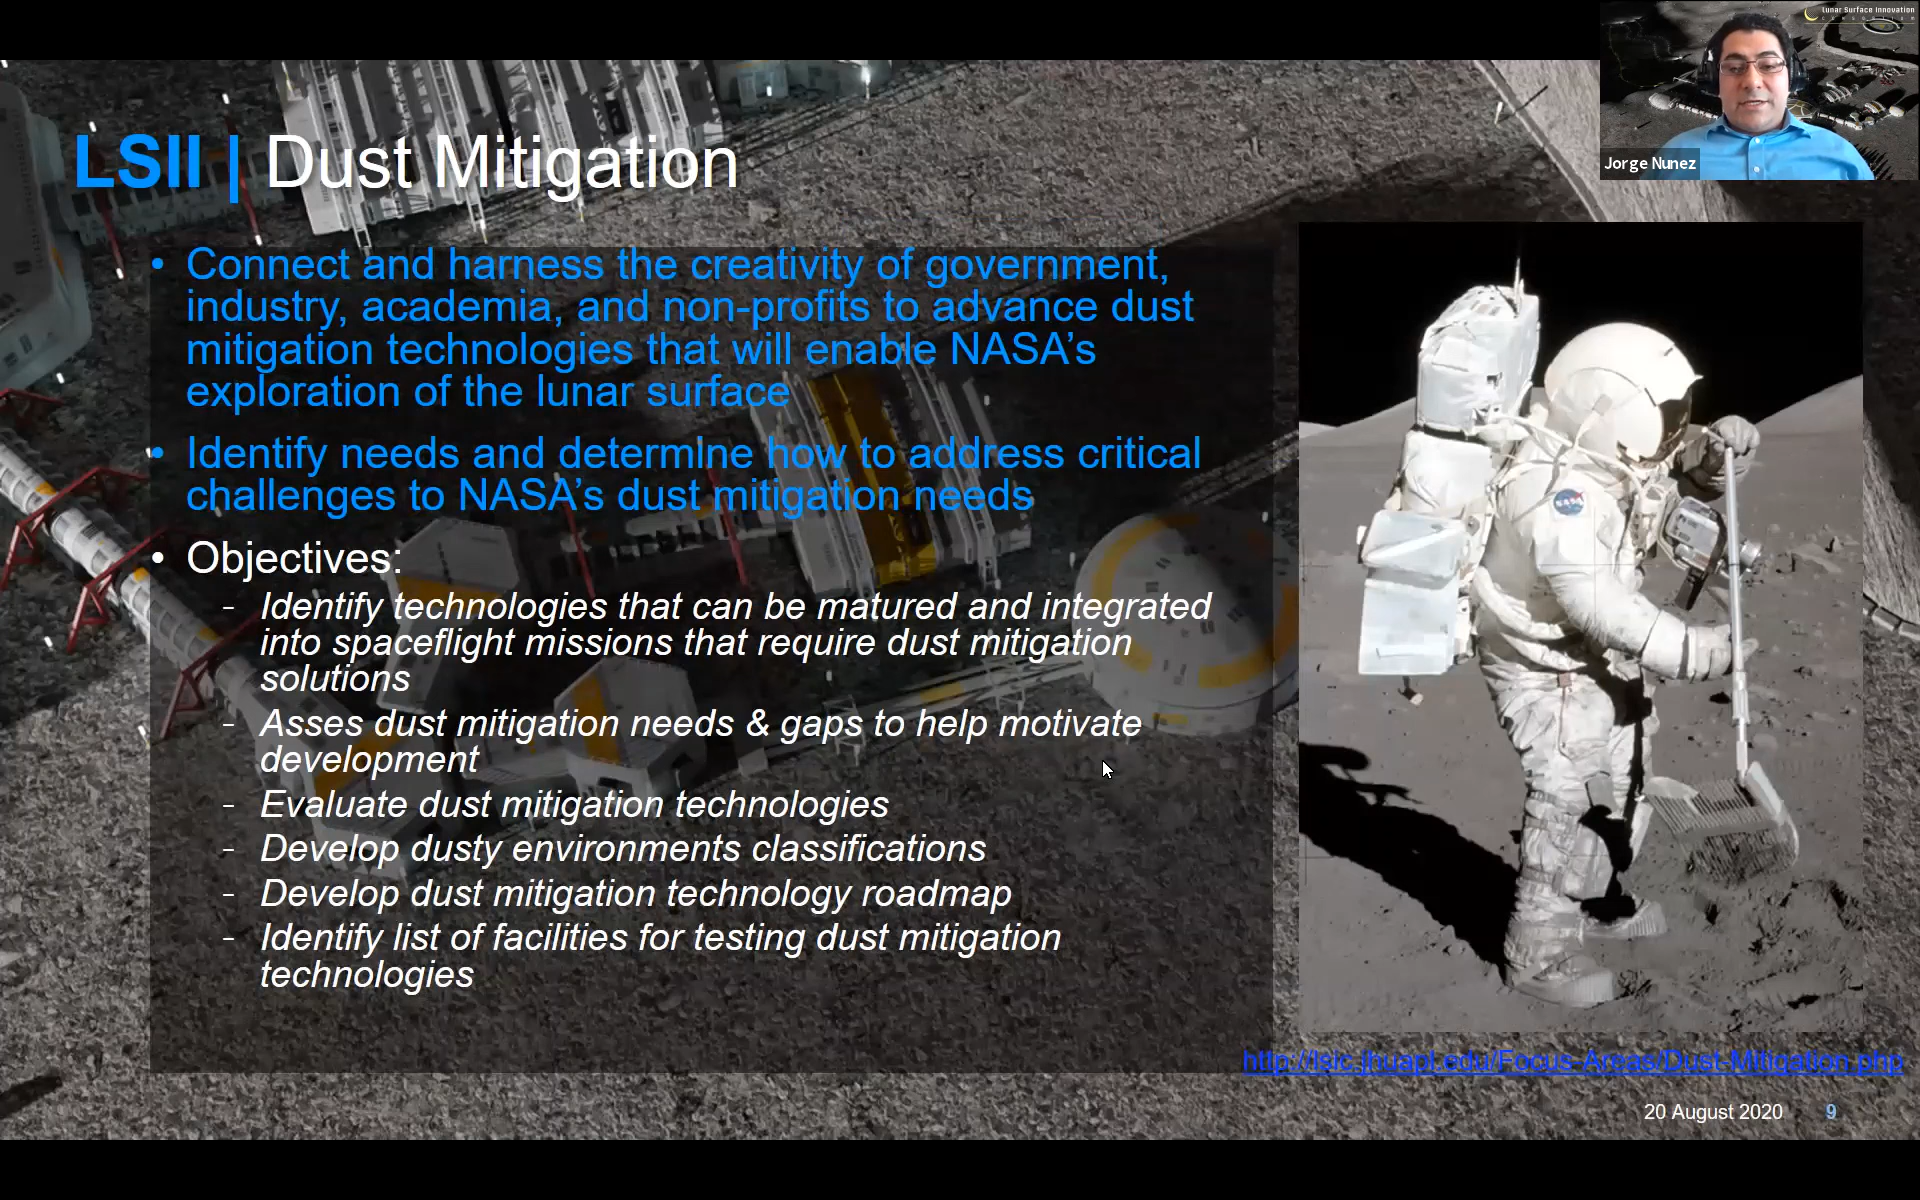 Lunar Surface Innovation
CONSORTIUM
Jorge Nunez
LSII | Dust Mitigation
• Connect and harness the creativity of government,
industry, academia, and non-profits to advance dust
mitigation technologies that will enable NASA's
exploration of the lunar surface
• Identify needs and determIne how to address critical
challenges to NASA's dust mitigation needs
• Objectives:
- Identify technologies that can be matured and integrated
into spaceflight missions that require dust mitigation
solutions
- Asses dust mitigation needs & gaps to help motivate
development
- Evaluate dust mitigation technologies
- Develop dusty environments classifications
- Develop dust mitigation technology roadmap
- Identify list of facilities for testing dust mitigation
technologies
NASA
http://lsic.jhuapl.edu/Focus-Areas/Dust-Mitigation.php
20 August 2020 9